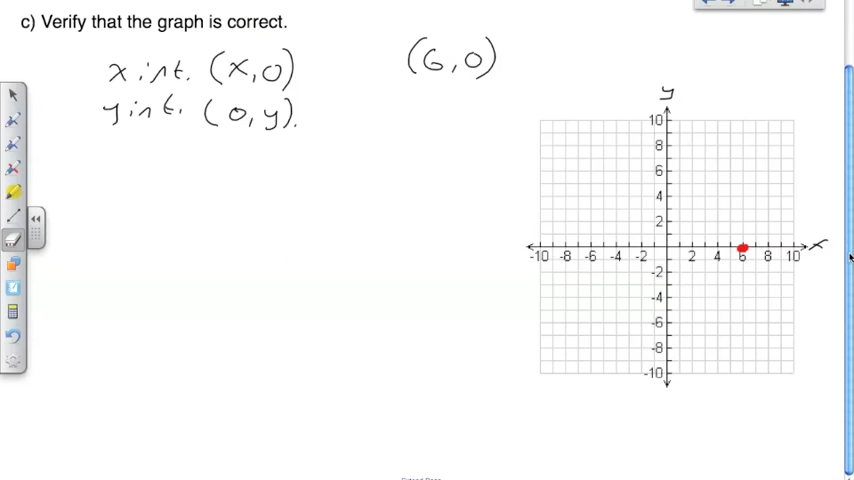 c) Verify that the graph is correct.
x int. (x,0)
(6,0)
y int. (0,y).
y
10
8
6
4
2
x
-10 -8 -6 -4 -2 2 4 6 8 10
-2
-4
-6
-8
-10